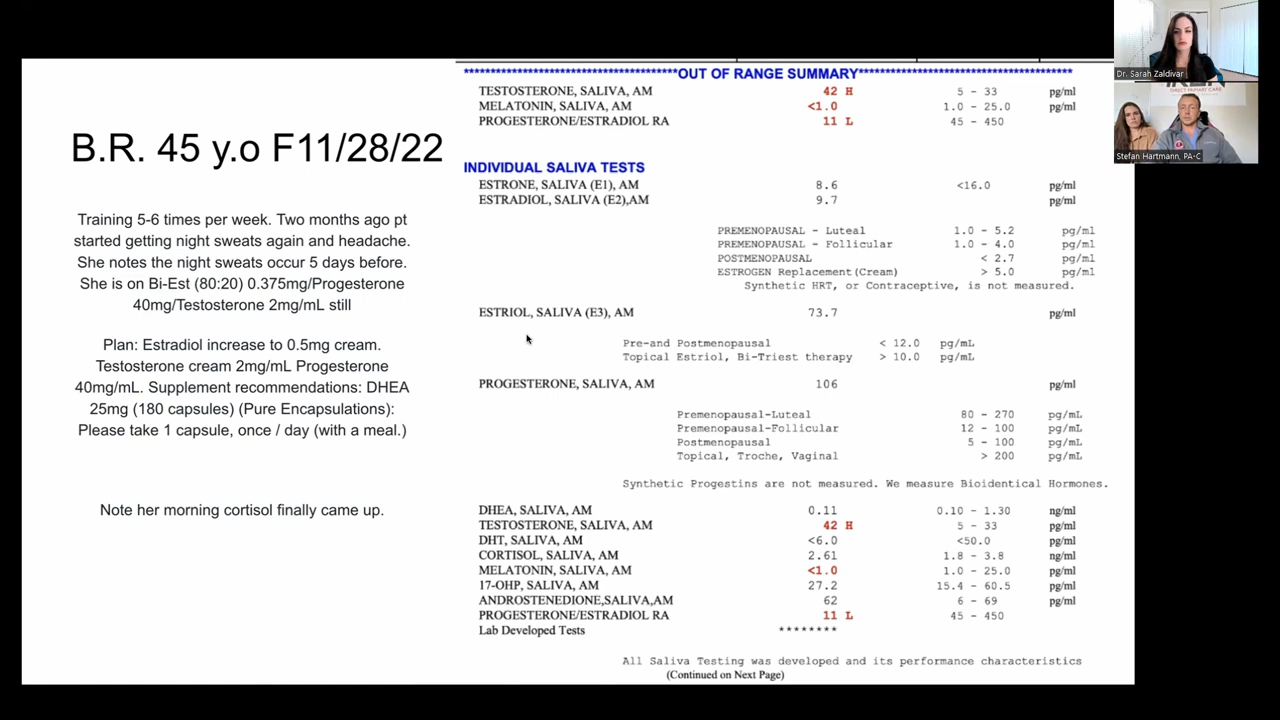 B.R. 45 y.o F11/28/22
Training 5-6 times per week. Two months ago pt
started getting night sweats again and headache.
She notes the night sweats occur 5 days before.
She is on Bi-Est (80:20) 0.375mg/Progesterone
40mg/Testosterone 2mg/mL still
Plan: Estradiol increase to 0.5mg cream.
Testosterone cream 2mg/mL Progesterone
40mg/mL. Supplement recommendations: DHEA
25mg (180 capsules) (Pure Encapsulations):
Please take 1 capsule, once / day (with a meal.)
Note her morning cortisol finally came up.
OUT OF RANGE SUMMARY
TESTOSTERONE, SALIVA, AM 42 H 5 - 33 pg/ml
MELATONIN, SALIVA, AM <1.0 1.0 - 25.0 pg/ml
PROGESTERONE/ESTRADIOL RA 11 L 45 - 450 pg/ml
INDIVIDUAL SALIVA TESTS
ESTRONE, SALIVA (E1), AM 8.6 <16.0 pg/ml
ESTRADIOL, SALIVA (E2),AM 9.7 pg/ml
PREMENOPAUSAL - Luteal 1.0 - 5.2 pg/ml
PREMENOPAUSAL - Follicular 1.0 - 4.0 pg/ml
POSTMENOPAUSAL < 2.7 pg/ml
ESTROGEN Replacement(Cream) > 5.0 pg/ml
Synthetic HRT, or Contraceptive, is not measured.
ESTRIOL, SALIVA (E3), AM 73.7 pg/ml
Pre-and Postmenopausal < 12.0 pg/mL
Topical Estriol, Bi-Triest therapy > 10.0 pg/mL
PROGESTERONE, SALIVA, AM 106 pg/ml
Premenopausal-Luteal 80 - 270 pg/mL
Premenopausal-Follicular 12 - 100 pg/mL
Postmenopausal 5 - 100 pg/mL
Topical, Troche, Vaginal > 200 pg/mL
Synthetic Progestins are not measured. We measure Bioidentical Hormones.
DHEA, SALIVA, AM 0.11 0.10 - 1.30 ng/ml
TESTOSTERONE, SALIVA, AM 42 H 5 - 33 pg/ml
DHT, SALIVA, AM <6.0 <50.0 pg/ml
CORTISOL, SALIVA, AM 2.61 1.8 - 3.8 ng/ml
MELATONIN, SALIVA, AM <1.0 1.0 - 25.0 pg/ml
17-OHP, SALIVA, AM 27.2 15.4 - 60.5 pg/ml
ANDROSTENEDIONE,SALIVA,AM 62 6 - 69 pg/ml
PROGESTERONE/ESTRADIOL RA 11 L 45 - 450
Lab Developed Tests ********
All Saliva Testing was developed and its performance characteristics
(Continued on Next Page)
Dr. Sarah Zaldivar
DIRECT PRIMARY CARE
Stefan Hartmann, PA-C